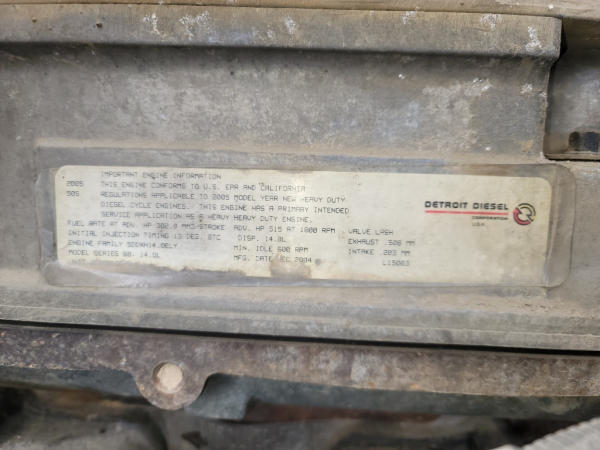 IMPORTANT ENGINE INFORMATION
2005 THIS ENGINE CONFORMS TO U.S. EPA AND CALIFORNIA
505 REGULATIONS APPLICABLE TO 2005 MODEL YEAR NEW HEAVY DUTY
DIESEL CYCLE ENGINES. THIS ENGINE HAS A PRIMARY INTENDED
SERVICE APPLICATION AS A HEAVY HEAVY DUTY ENGINE.
FUEL RATE AT ADV. HP 302.0 MM3/STROKE ADV. HP 515 AT 1800 RPM VALVE LASH
INITIAL INJECTION TIMING 13 DEG. BTC DISP. 14.0L EXHAUST .508 MM
ENGINE FAMILY MIN. IDLE 600 RPM INTAKE .203 MM
MODEL SERIES 60, 14.0L MFG. DATE DEC 2004 L15003
DETROIT DIESEL
CORPORATION
U.S.A.